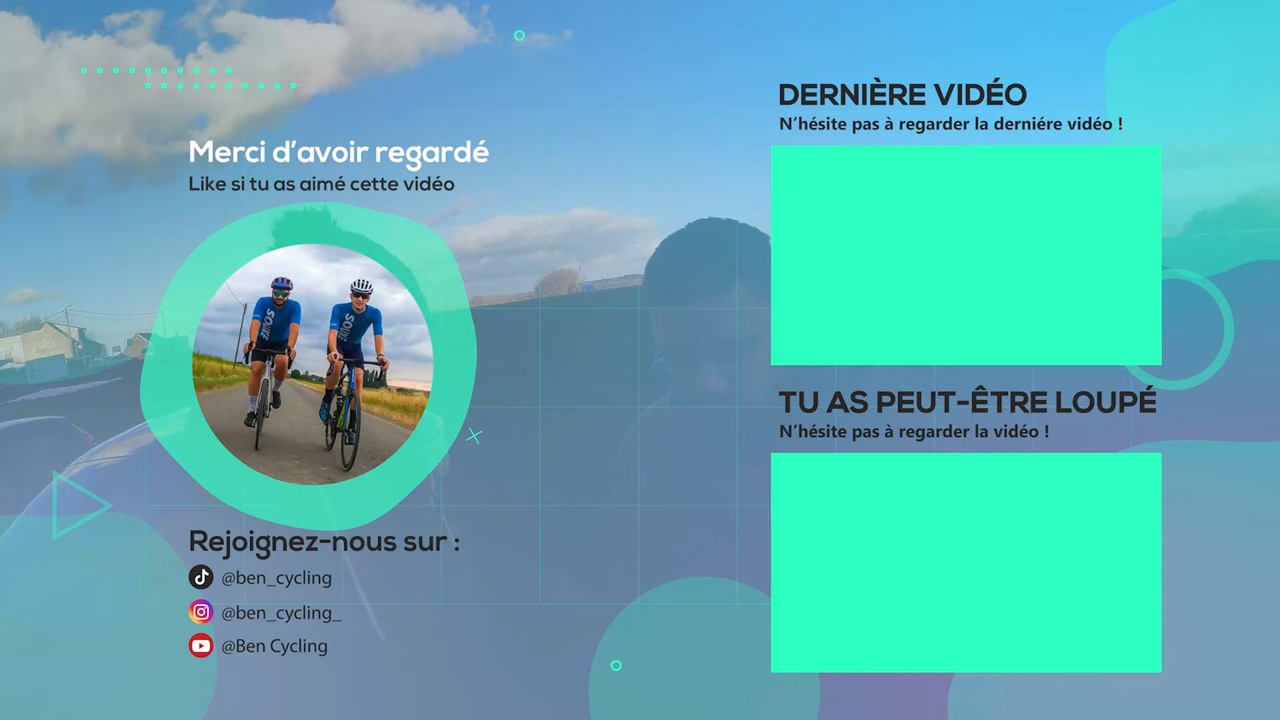 Merci d’avoir regardé
Like si tu as aimé cette vidéo
Rejoignez-nous sur :
@ben_cycling
@ben_cycling_
@Ben Cycling
DERNIÈRE VIDÉO
N’hésite pas à regarder la derniére vidéo !
TU AS PEUT-ÊTRE LOUPÉ
N’hésite pas à regarder la vidéo !